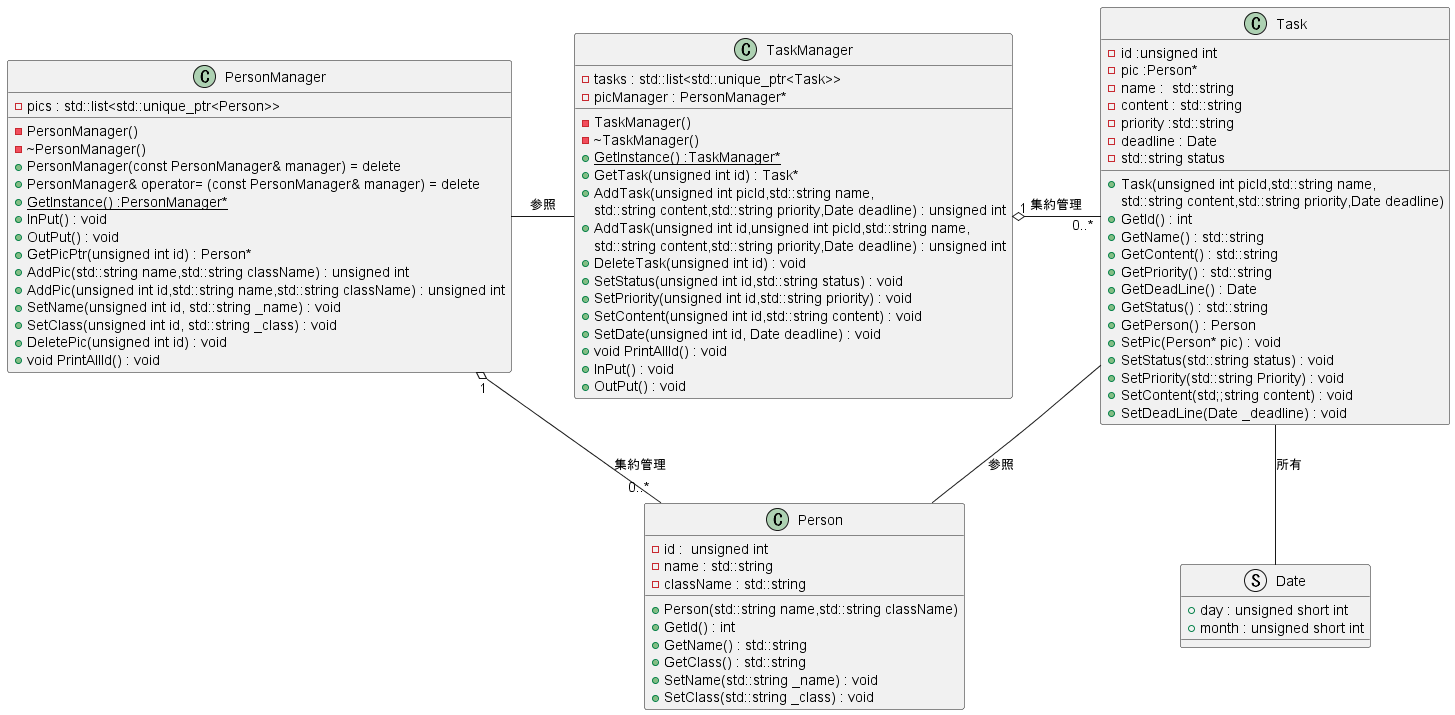 C PersonManager
pics : std::list<std::unique_ptr<Person>>
PersonManager()
~PersonManager()
PersonManager(const PersonManager& manager) = delete
PersonManager& operator= (const PersonManager& manager) = delete
GetInstance() :PersonManager*
InPut() : void
OutPut() : void
GetPicPtr(unsigned int id) : Person*
AddPic(std::string name,std::string className) : unsigned int
AddPic(unsigned int id,std::string name,std::string className) : unsigned int
SetName(unsigned int id, std::string _name) : void
SetClass(unsigned int id, std::string _class) : void
DeletePic(unsigned int id) : void
void PrintAllId() : void
参照
C TaskManager
tasks : std::list<std::unique_ptr<Task>>
picManager : PersonManager*
TaskManager()
~TaskManager()
GetInstance() :TaskManager*
GetTask(unsigned int id) : Task*
AddTask(unsigned int picId,std::string name,
std::string content,std::string priority,Date deadline) : unsigned int
AddTask(unsigned int id,unsigned int picId,std::string name,
std::string content,std::string priority,Date deadline) : unsigned int
DeleteTask(unsigned int id) : void
SetStatus(unsigned int id,std::string status) : void
SetPriority(unsigned int id,std::string priority) : void
SetContent(unsigned int id,std::string content) : void
SetDate(unsigned int id, Date deadline) : void
void PrintAllId() : void
InPut() : void
OutPut() : void
1
集約管理
0..*
C Task
id :unsigned int
pic :Person*
name :  std::string
content : std::string
priority :std::string
deadline : Date
std::string status
Task(unsigned int picId,std::string name,
std::string content,std::string priority,Date deadline)
GetId() : int
GetName() : std::string
GetContent() : std::string
GetPriority() : std::string
GetDeadLine() : Date
GetStatus() : std::string
GetPerson() : Person
SetPic(Person* pic) : void
SetStatus(std::string status) : void
SetPriority(std::string Priority) : void
SetContent(std;;string content) : void
SetDeadLine(Date _deadline) : void
1
集約管理
0..*
参照
所有
C Person
id :  unsigned int
name : std::string
className : std::string
Person(std::string name,std::string className)
GetId() : int
GetName() : std::string
GetClass() : std::string
SetName(std::string _name) : void
SetClass(std::string _class) : void
S Date
day : unsigned short int
month : unsigned short int